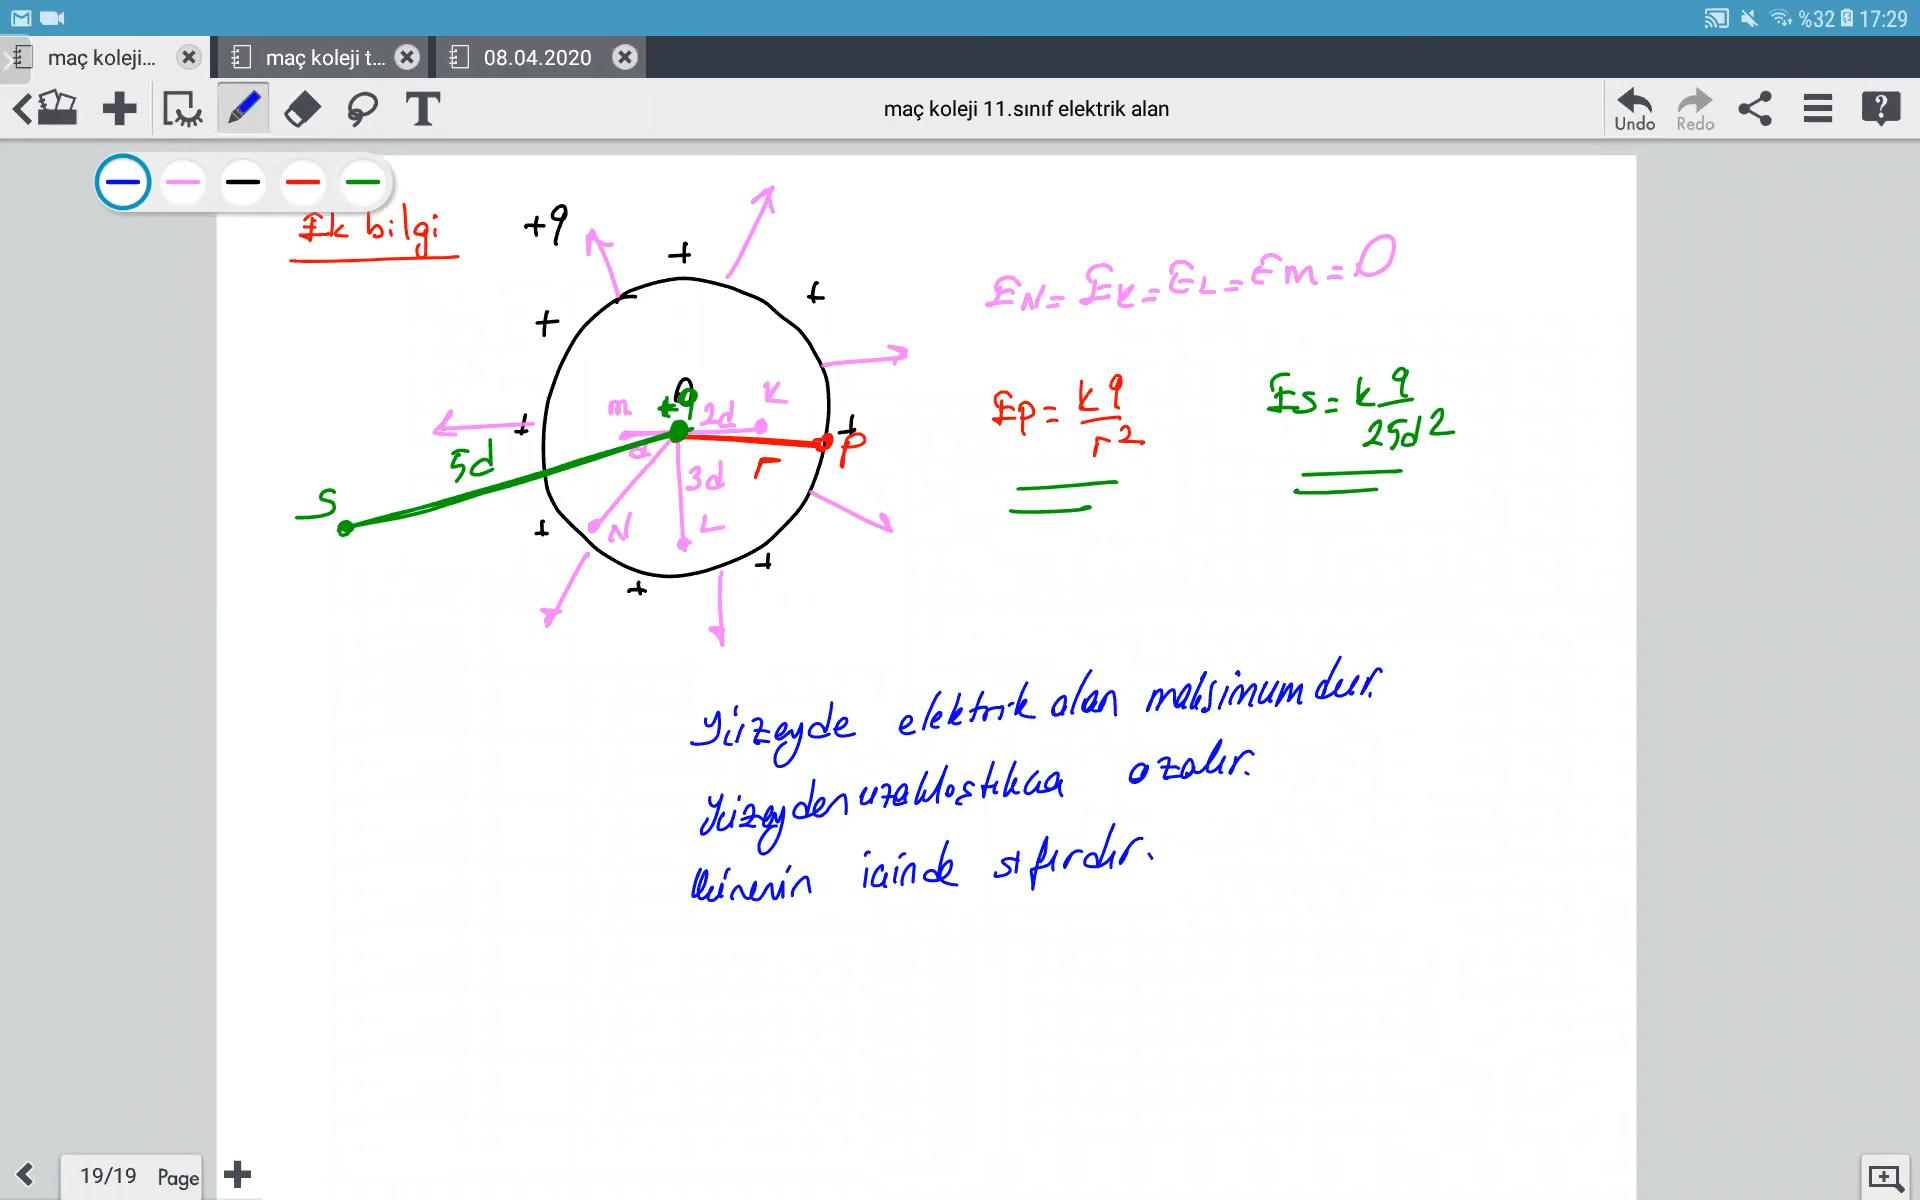 %32 17:29
maç koleji...
maç koleji t...
08.04.2020
T
maç koleji 11.sınıf elektrik alan
Undo
Redo
?
Ek bilgi
+q
+
+
+
+
+
+
+
+
+
+q
m
2d
K
d
3d
r
P
5d
S
N
L
EN = EK = EL = Em = 0
EP = kq / r2
ES = kq / 25d2
Yüzeyde elektrik alan maksimumdur.
Yüzeyden uzaklaştıkca azalır.
Kürenin icinde sıfırdır.
19/19 Page